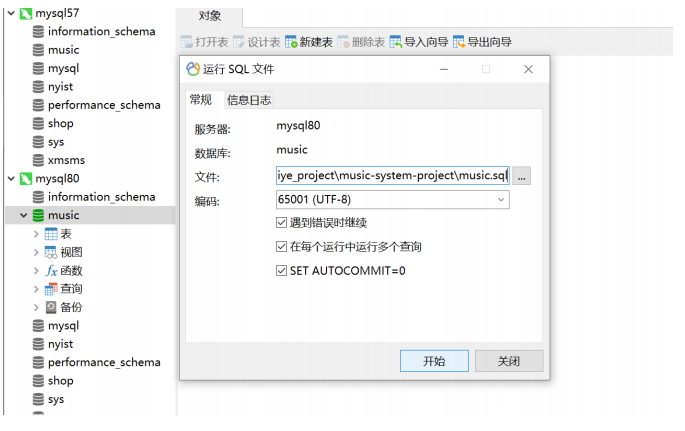 mysql57
information_schema
music
mysql
nyist
performance_schema
shop
sys
xmsms
mysql80
information_schema
music
表
视图
fx 函数
查询
备份
mysql
nyist
performance_schema
shop
sys
对象
打开表 设计表 新建表 删除表 导入向导 导出向导
运行 SQL 文件
常规 信息日志
服务器: mysql80
数据库: music
文件: iye_project\music-system-project\music.sql ...
编码: 65001 (UTF-8)
遇到错误时继续
在每个运行中运行多个查询
SET AUTOCOMMIT=0
开始 关闭